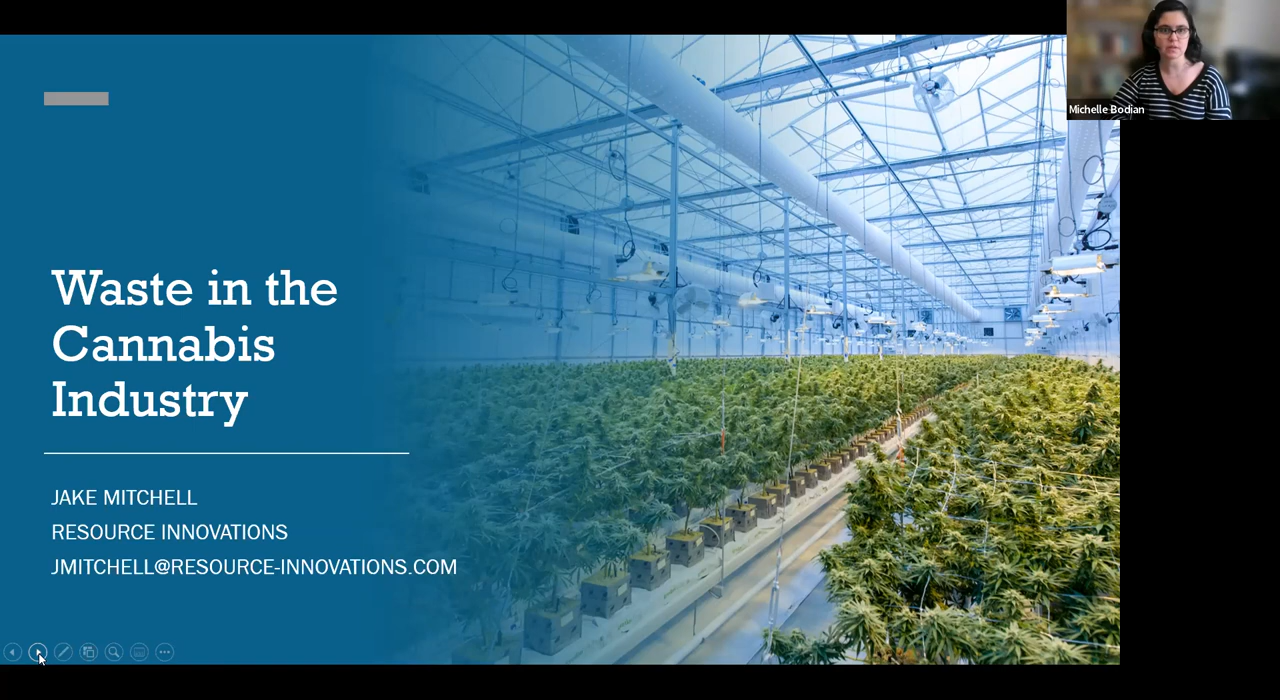 Michelle Bodian
Waste in the
Cannabis
Industry
JAKE MITCHELL
RESOURCE INNOVATIONS
JMITCHELL@RESOURCE-INNOVATIONS.COM